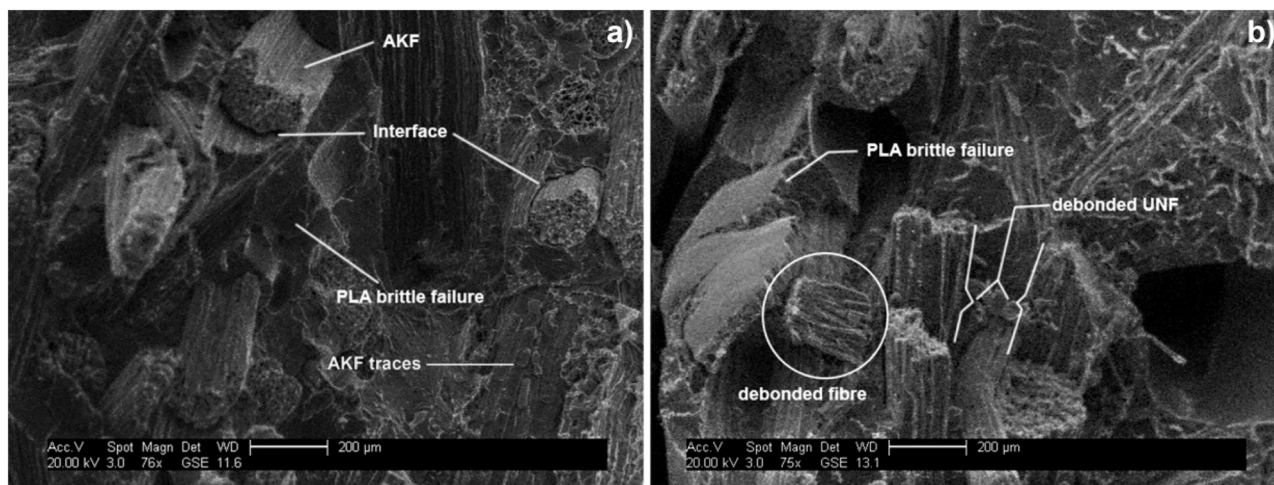 a)
AKF
Interface
PLA brittle failure
AKF traces
Acc.V Spot Magn Det WD 200 µm
20.00 kV 3.0 76x GSE 11.6
b)
PLA brittle failure
debonded UNF
debonded fibre
Acc.V Spot Magn Det WD 200 µm
20.00 kV 3.0 75x GSE 13.1